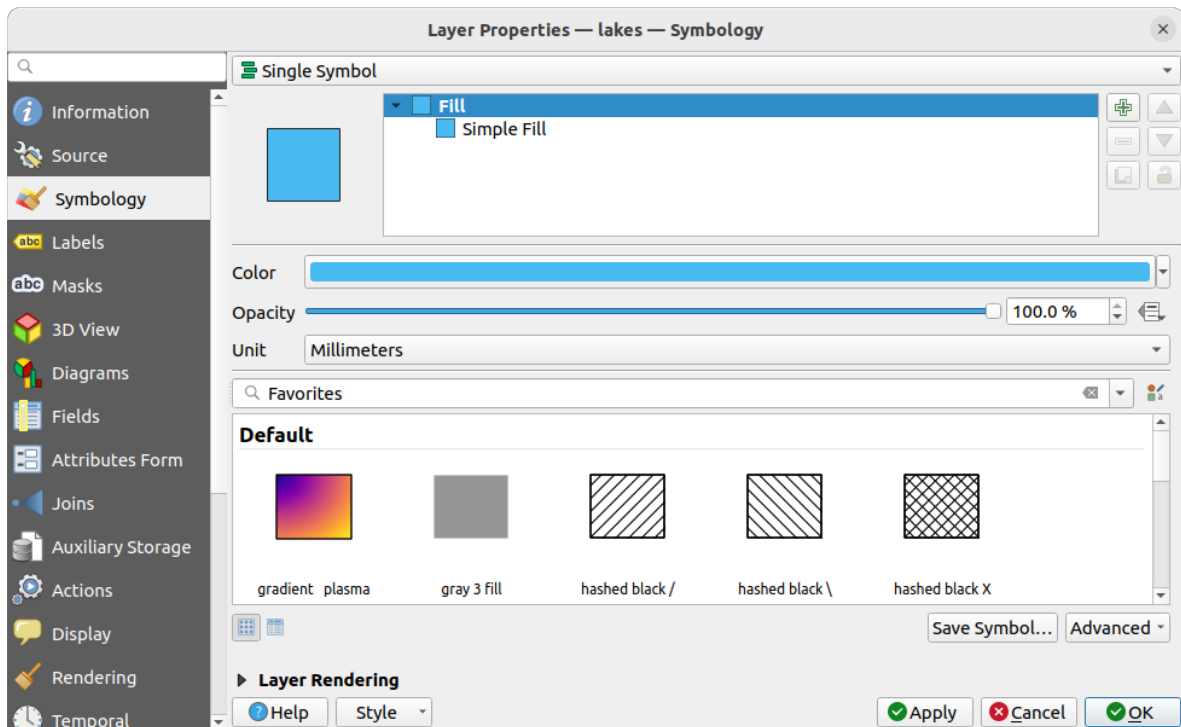 Layer Properties — lakes — Symbology
Single Symbol
Information
Source
Symbology
abc Labels
abc Masks
3D View
Diagrams
Fields
Attributes Form
Joins
Auxiliary Storage
Actions
Display
Rendering
Temporal
Fill
Simple Fill
Color
Opacity 100.0 %
Unit Millimeters
Favorites
Default
gradient plasma
gray 3 fill
hashed black /
hashed black \
hashed black X
Save Symbol...
Advanced
Layer Rendering
Help
Style
Apply
Cancel
OK